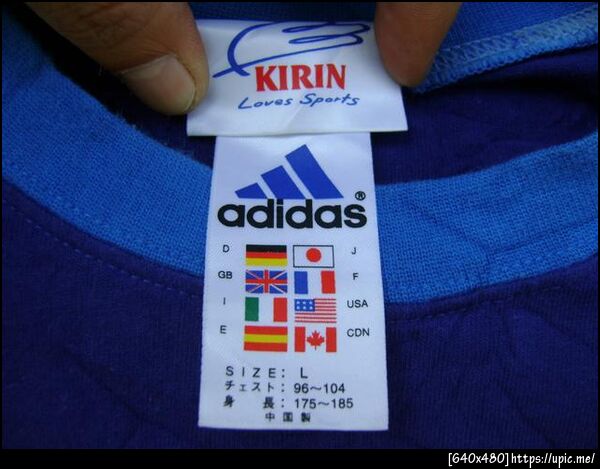 KIRIN
Loves Sports
adidas®
D J
GB F
I USA
E CDN
SIZE: L
チェスト: 96～104
身 長: 175～185
中国製
[640x480]https://upic.me/